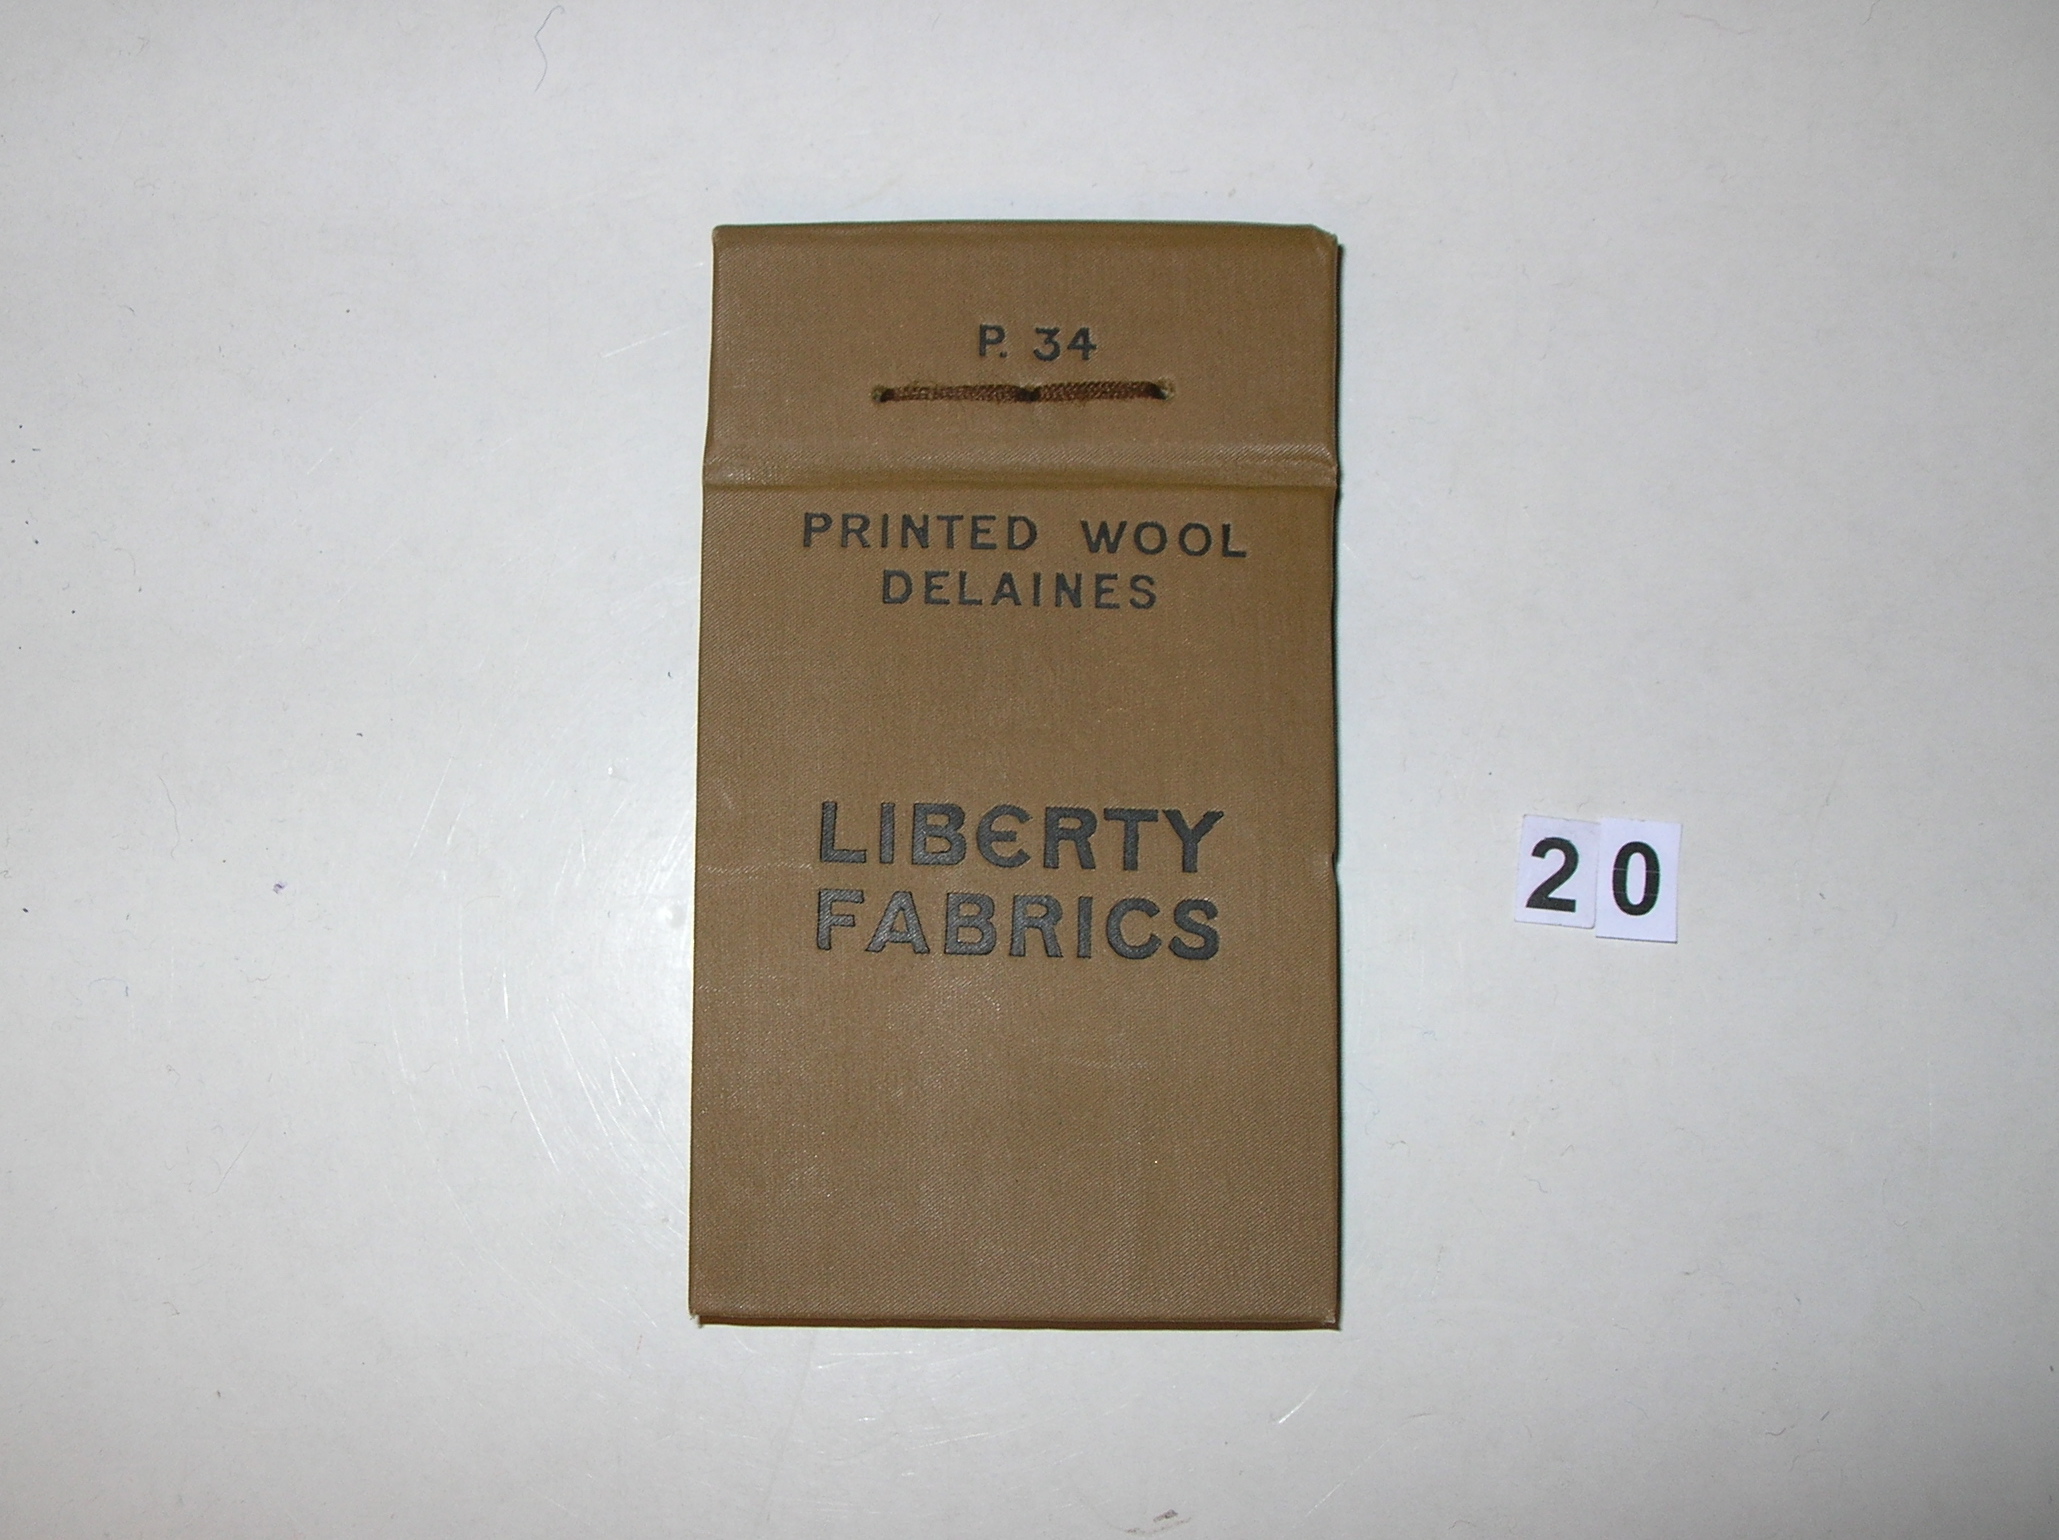 P. 34
PRINTED WOOL
DELAINES
LIBERTY
FABRICS
20